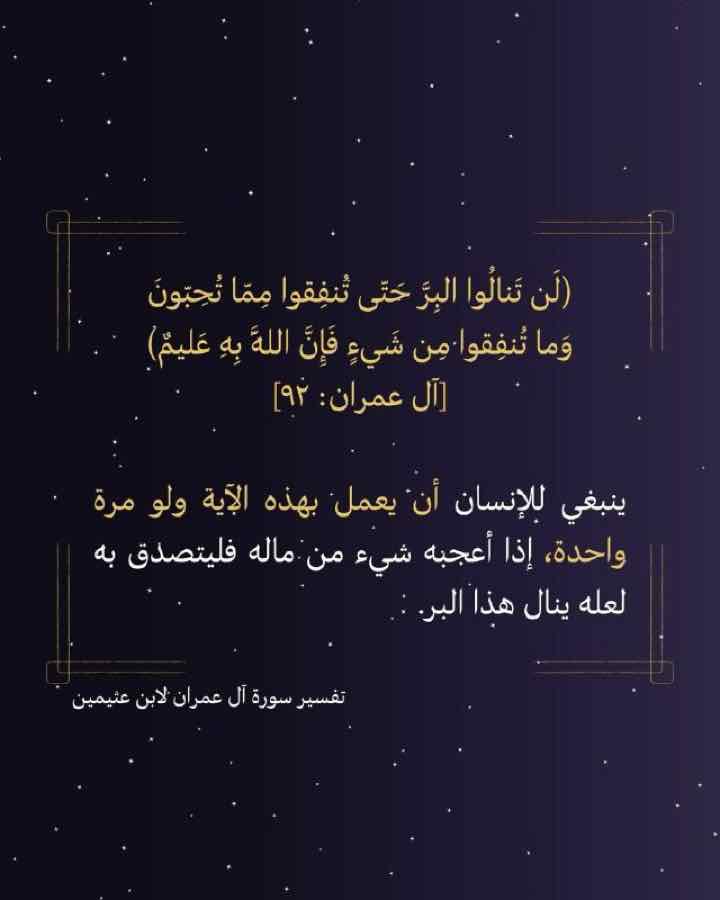 (لَن تَنالُوا البِرَّ حَتّى تُنفِقوا مِمّا تُحِبّونَ
وَما تُنفِقوا مِن شَيءٍ فَإِنَّ اللهَ بِهِ عَليمٌ)
[آل عمران: ٩٢]
ينبغي للإنسان أن يعمل بهذه الآية ولو مرة
واحدة، إذا أعجبه شيء من ماله فليتصدق به
لعله ينال هذا البر.
تفسير سورة آل عمران لابن عثيمين